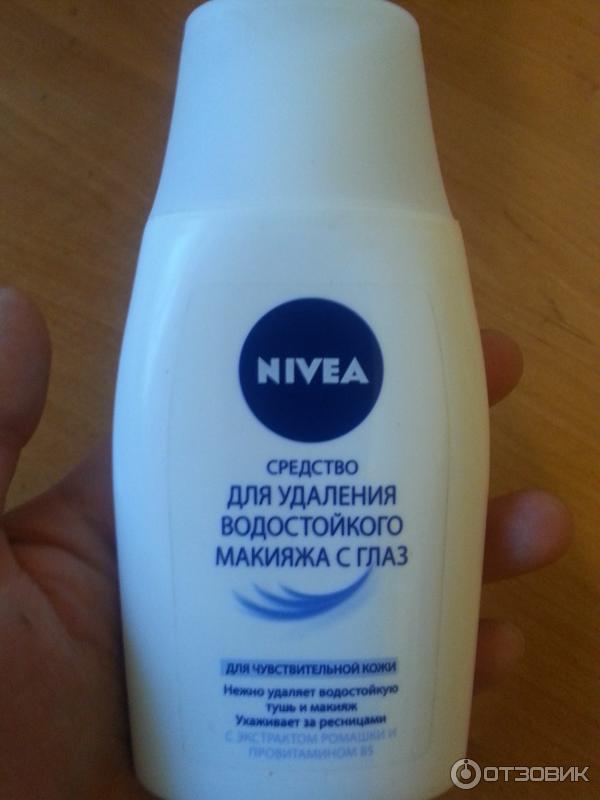 NIVEA
СРЕДСТВО
ДЛЯ УДАЛЕНИЯ
ВОДОСТОЙКОГО
МАКИЯЖА С ГЛАЗ
ДЛЯ ЧУВСТВИТЕЛЬНОЙ КОЖИ
Нежно удаляет водостойкую
тушь и макияж
Ухаживает за ресницами
С ЭКСТРАКТОМ РОМАШКИ И
ПРОВИТАМИНОМ В5
ОТЗОВИК